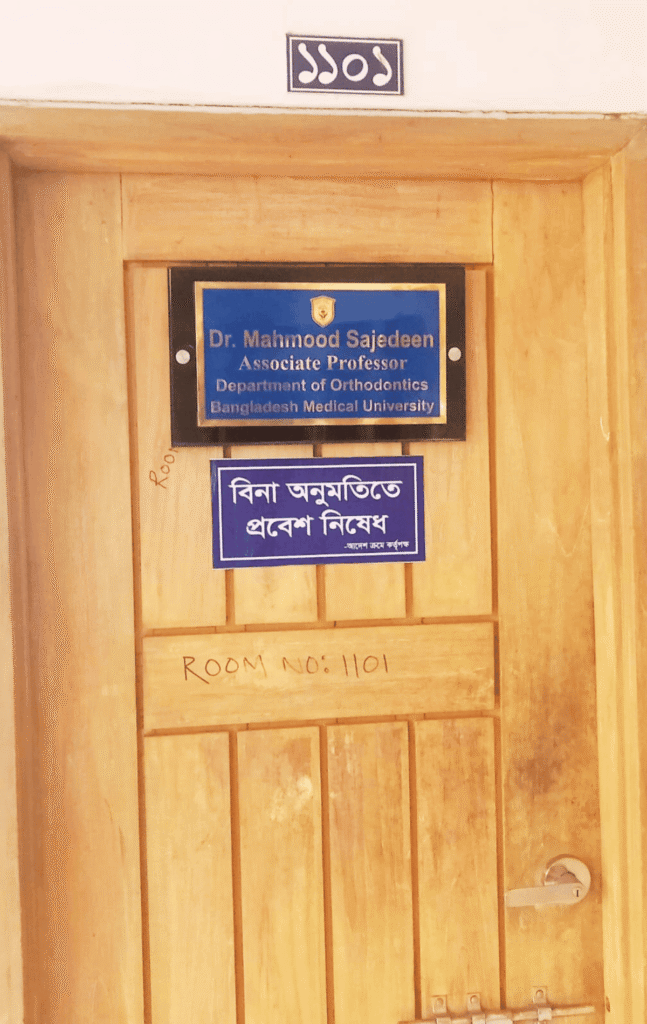 ১১০১
Dr. Mahmood Sajedeen
Associate Professor
Department of Orthodontics
Bangladesh Medical University
ROO
বিনা অনুমতিতে
প্রবেশ নিষেধ
-আদেশ ক্রমে কর্তৃপক্ষ
ROOM NO: 1101